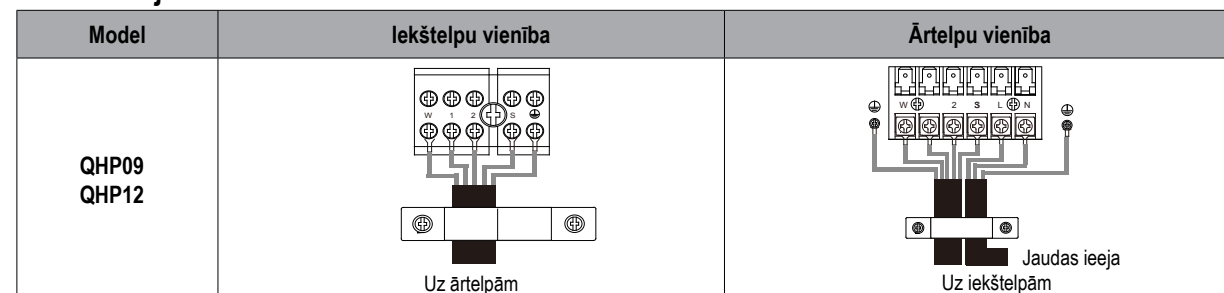 Model Iekštelpu vienība Ārtelpu vienība
QHP09
QHP12
W 1 2 S
W 2 S L N
Uz ārtelpām
Jaudas ieeja
Uz iekštelpām